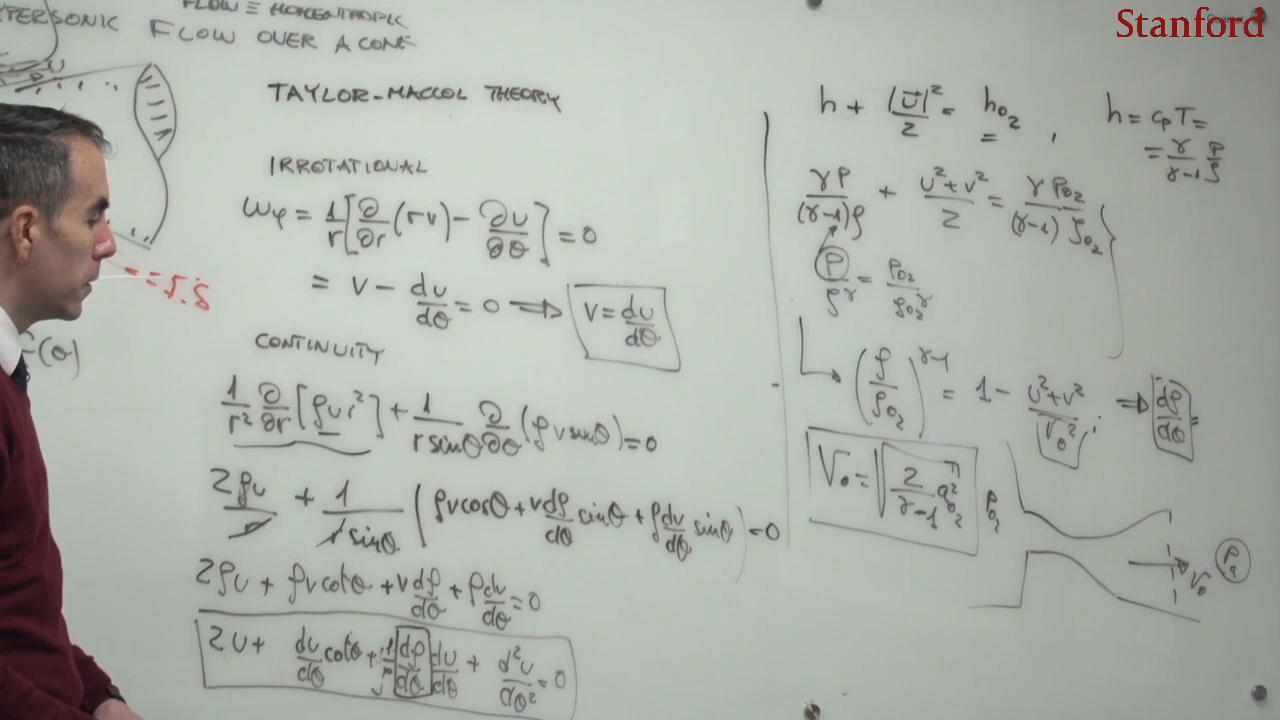 FLOW ≡ HOMENTROPIC
FLOW OVER A CONE
TAYLOR-MACCOL THEORY
IRROTATIONAL
ωφ = 1/r [∂/∂r (rv) − ∂u/∂θ] = 0
= v − du/dθ = 0 ⟹ v = du/dθ
CONTINUITY
1/r² ∂/∂r [ρur²] + 1/(r sinθ) ∂/∂θ (ρv sinθ) = 0
2ρu/r + 1/(r sinθ) (ρv cosθ + v dρ/dθ sinθ + ρ dv/dθ sinθ) = 0
2ρu + ρv cotθ + v dρ/dθ + ρ dv/dθ = 0
2u + du/dθ cotθ + 1/ρ dρ/dθ du/dθ + d²u/dθ² = 0
h + |U⃗|²/2 = h₀₂ , h = cpT =
= γ/(γ−1) P/ρ
γP/((γ−1)ρ) + (u²+v²)/2 = γP₀₂/((γ−1)ρ₀₂)
P/ρ^γ = P₀₂/ρ₀₂^γ
(ρ/ρ₀₂)^(γ−1) = 1 − (u²+v²)/V₀² ; ⟹ dρ/dθ =
V₀ = √(2/(γ−1) a₀₂²)
P₀₂
V₀
Pa
Stanford